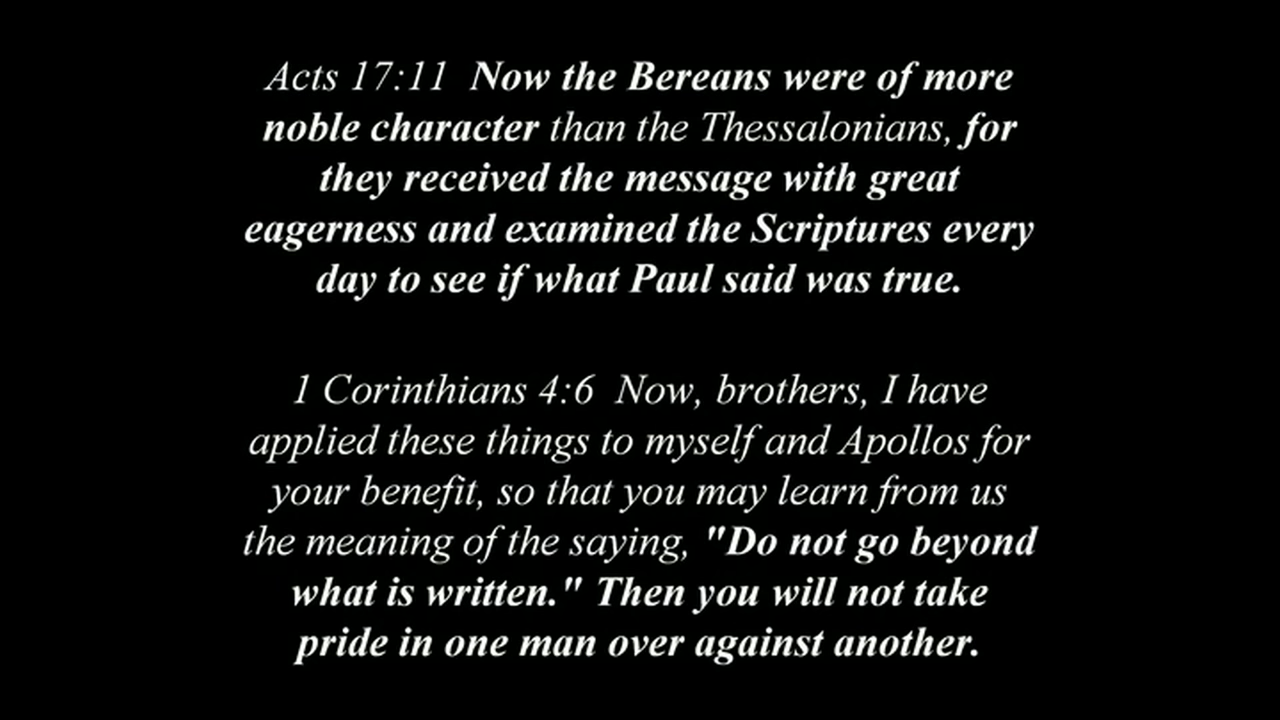 Acts 17:11 Now the Bereans were of more
noble character than the Thessalonians, for
they received the message with great
eagerness and examined the Scriptures every
day to see if what Paul said was true.
1 Corinthians 4:6 Now, brothers, I have
applied these things to myself and Apollos for
your benefit, so that you may learn from us
the meaning of the saying, "Do not go beyond
what is written." Then you will not take
pride in one man over against another.